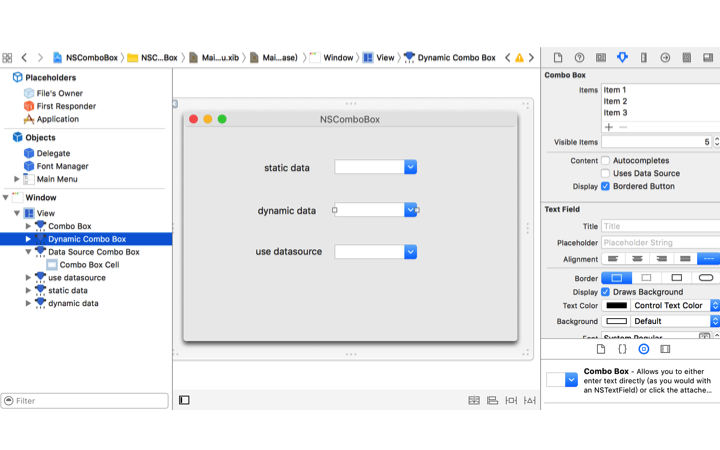 NSComboBox NSC...Box Mai...u.xib Mai...ase) Window View Dynamic Combo Box
Placeholders
File's Owner
First Responder
Application
Objects
Delegate
Font Manager
Main Menu
Window
View
Combo Box
Dynamic Combo Box
Data Source Combo Box
Combo Box Cell
use datasource
static data
dynamic data
Filter
NSComboBox
static data
dynamic data
use datasource
Combo Box
Items
Item 1
Item 2
Item 3
Visible Items 5
Content Autocompletes
Uses Data Source
Display Bordered Button
Text Field
Title Title
Placeholder Placeholder String
Alignment
Border
Display Draws Background
Text Color Control Text Color
Background Default
Font System Regular
Combo Box - Allows you to either
enter text directly (as you would with
an NSTextField) or click the attache...